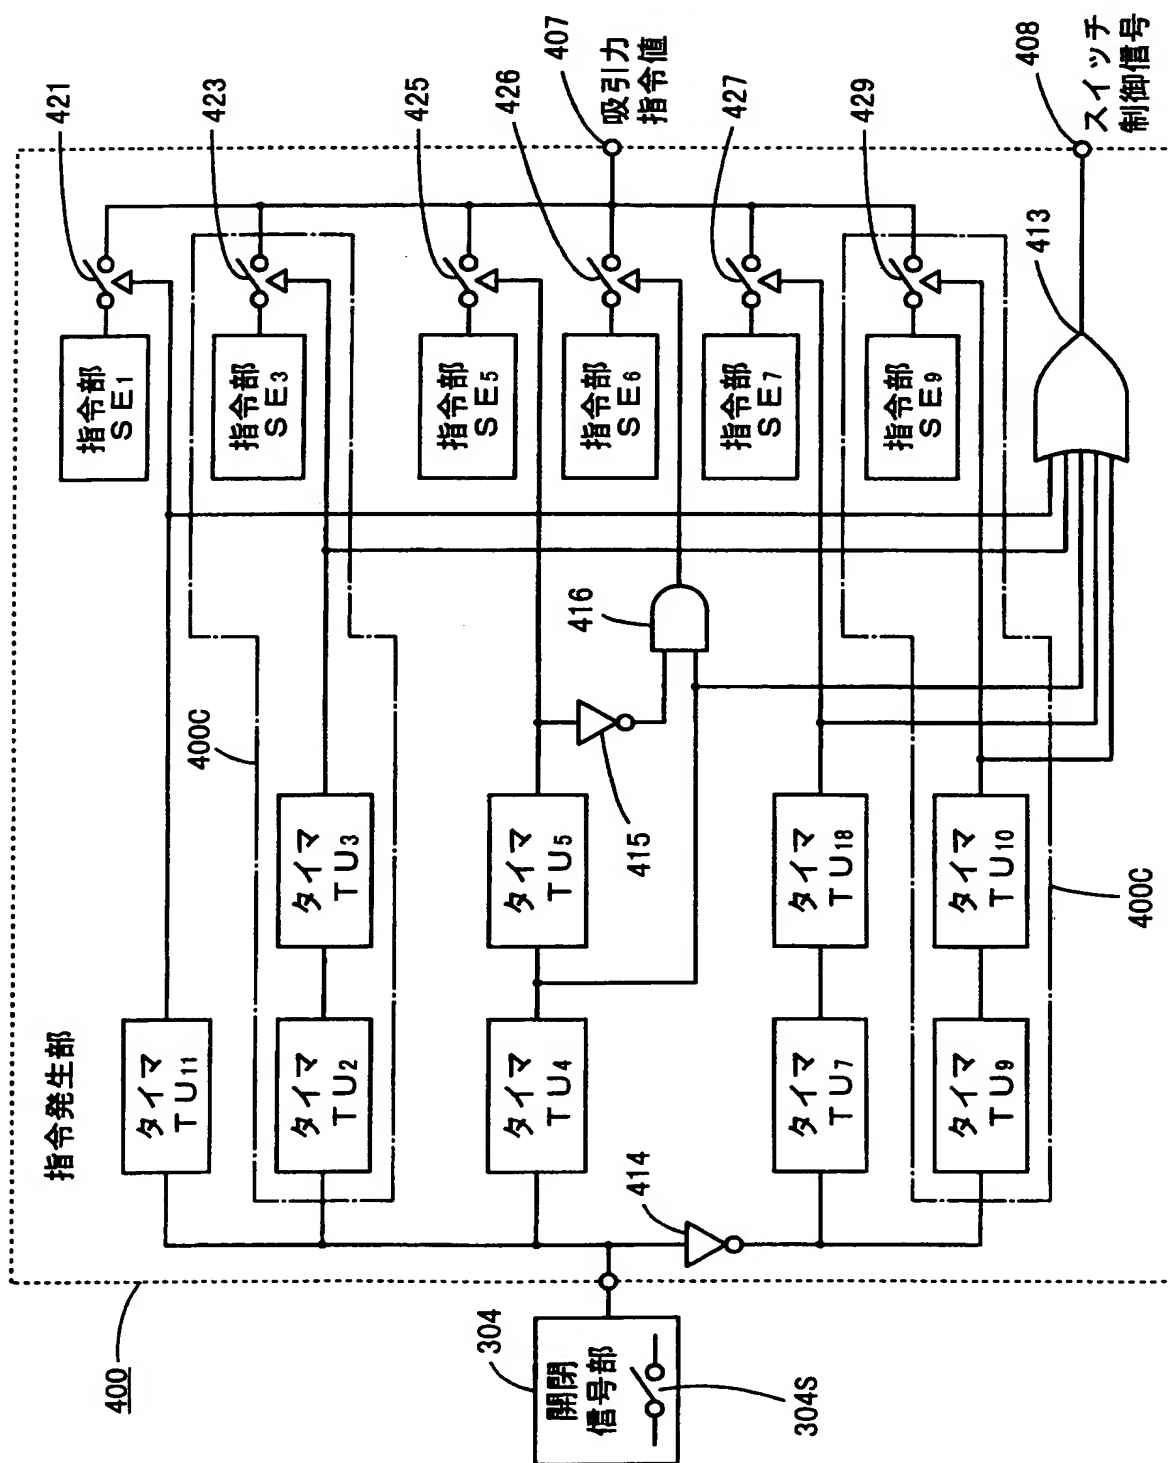 400
指令発生部
開閉
信号部
304
304S
414
タイマ
TU11
タイマ
TU2
タイマ
TU3
400C
タイマ
TU4
タイマ
TU5
415
416
タイマ
TU7
タイマ
TU18
タイマ
TU9
タイマ
TU10
400C
指令部
SE1
421
指令部
SE3
423
指令部
SE5
425
指令部
SE6
426
指令部
SE7
427
指令部
SE9
429
407
吸引力
指令値
413
408
スイッチ
制御信号